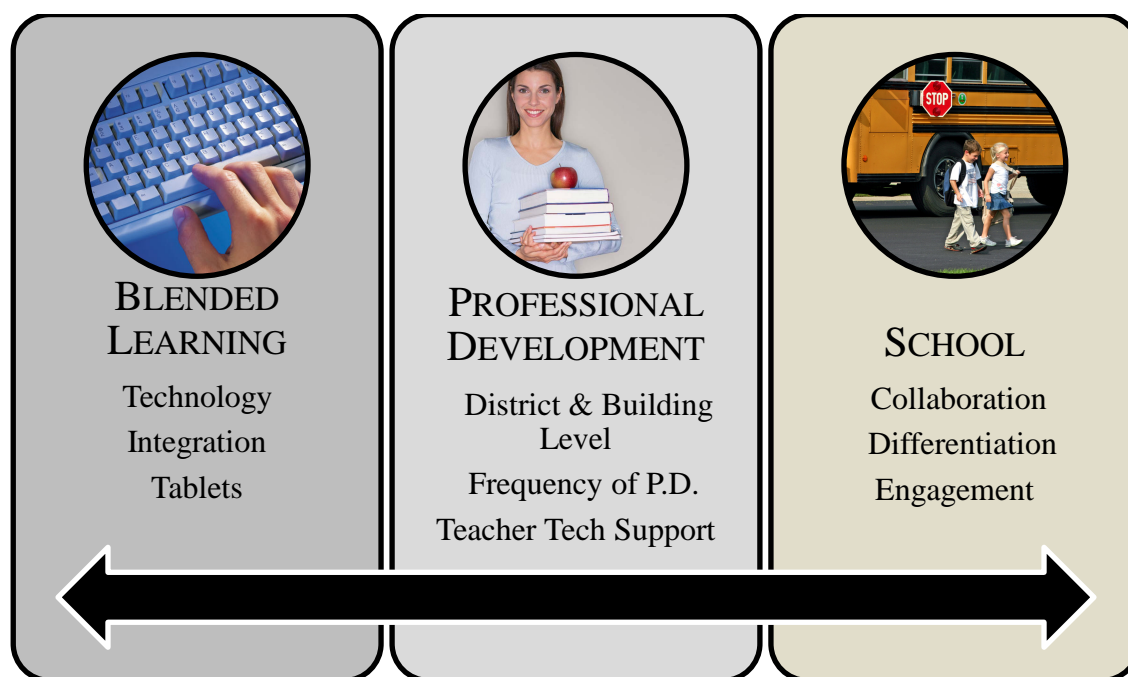 STOP
BLENDED
LEARNING
Technology
Integration
Tablets
PROFESSIONAL
DEVELOPMENT
District & Building
Level
Frequency of P.D.
Teacher Tech Support
SCHOOL
Collaboration
Differentiation
Engagement